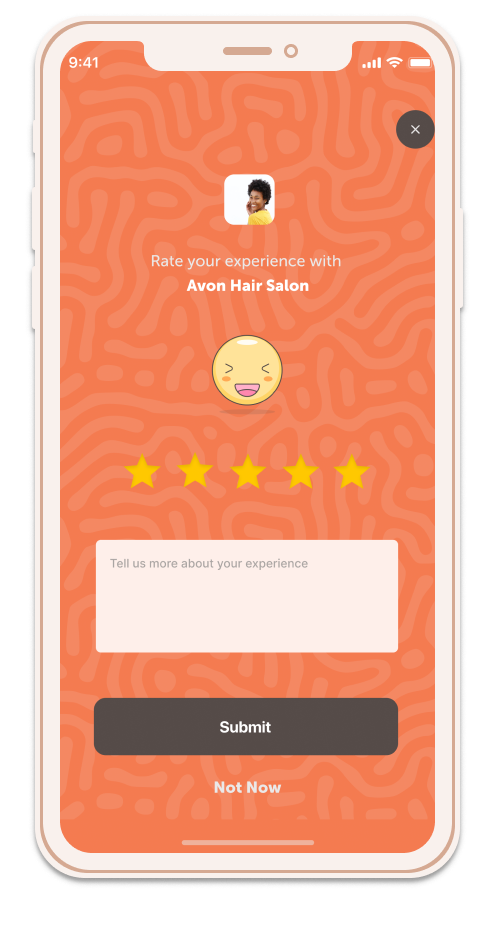 9:41
Rate your experience with
Avon Hair Salon
Tell us more about your experience
Submit
Not Now